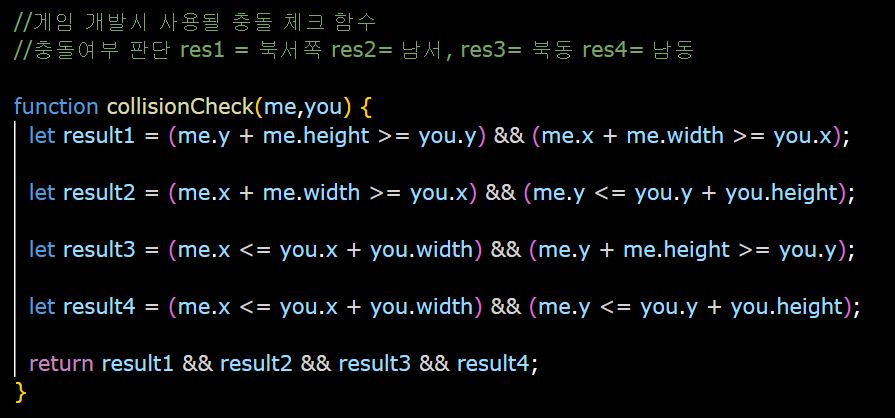 //게임 개발시 사용될 충돌 체크 함수
//충돌여부 판단 res1 = 북서쪽 res2= 남서, res3= 북동 res4= 남동
function collisionCheck(me,you) {
let result1 = (me.y + me.height >= you.y) && (me.x + me.width >= you.x);
let result2 = (me.x + me.width >= you.x) && (me.y <= you.y + you.height);
let result3 = (me.x <= you.x + you.width) && (me.y + me.height >= you.y);
let result4 = (me.x <= you.x + you.width) && (me.y <= you.y + you.height);
return result1 && result2 && result3 && result4;
}